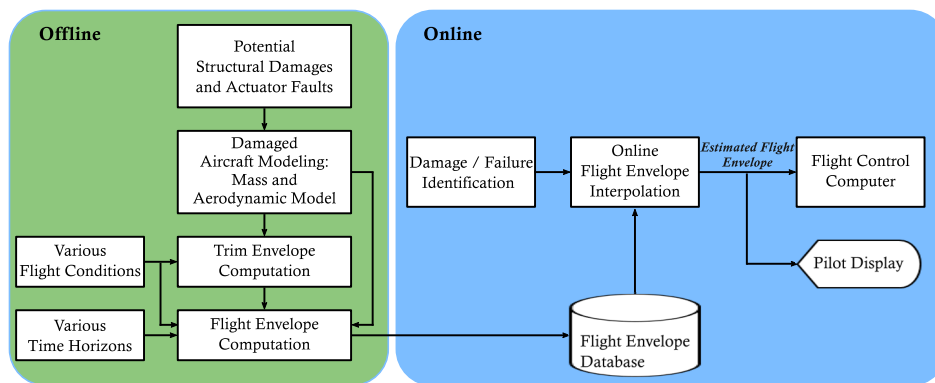 Offline
Potential
Structural Damages
and Actuator Faults
Damaged
Aircraft Modeling:
Mass and
Aerodynamic Model
Various
Flight Conditions
Trim Envelope
Computation
Various
Time Horizons
Flight Envelope
Computation
Online
Damage / Failure
Identification
Online
Flight Envelope
Interpolation
Estimated Flight
Envelope
Flight Control
Computer
Pilot Display
Flight Envelope
Database